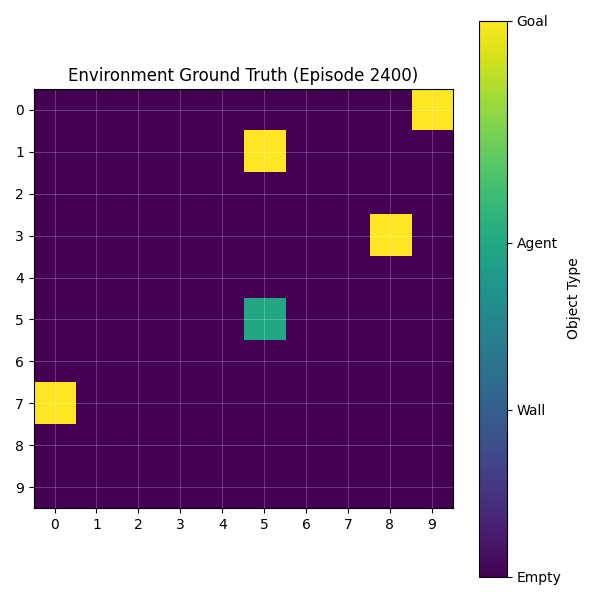 Environment Ground Truth (Episode 2400)
0
1
2
3
4
5
6
7
8
9
0 1 2 3 4 5 6 7 8 9
Goal
Agent
Wall
Empty
Object Type